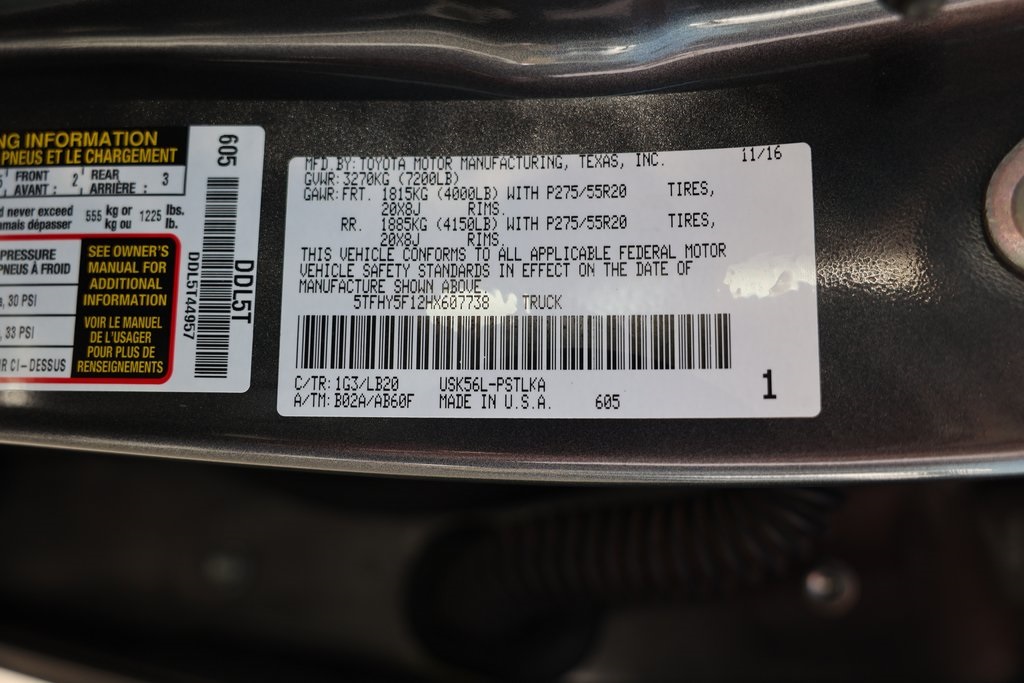 NG INFORMATION
PNEUS ET LE CHARGEMENT
5 FRONT 2 REAR 3
AVANT : ARRIÈRE :
d never exceed 555 kg or 1225 lbs.
amais dépasser kg ou lb.
PRESSURE
PNEUS À FROID
, 30 PSI
, 33 PSI
R CI-DESSUS
SEE OWNER'S
MANUAL FOR
ADDITIONAL
INFORMATION
VOIR LE MANUEL
DE L'USAGER
POUR PLUS DE
RENSEIGNEMENTS
605
DDL5T44957
DDL5T
MFD BY: TOYOTA MOTOR MANUFACTURING, TEXAS, INC. 11/16
GVWR: 3270KG (7200LB)
GAWR: FRT. 1815KG (4000LB) WITH P275/55R20 TIRES,
20X8J RIMS.
RR. 1885KG (4150LB) WITH P275/55R20 TIRES,
20X8J RIMS.
THIS VEHICLE CONFORMS TO ALL APPLICABLE FEDERAL MOTOR
VEHICLE SAFETY STANDARDS IN EFFECT ON THE DATE OF
MANUFACTURE SHOWN ABOVE.
5TFHY5F12HX607738 TRUCK
C/TR: 1G3/LB20 USK56L-PSTLKA
A/TM: B02A/AB60F MADE IN U.S.A. 605
1